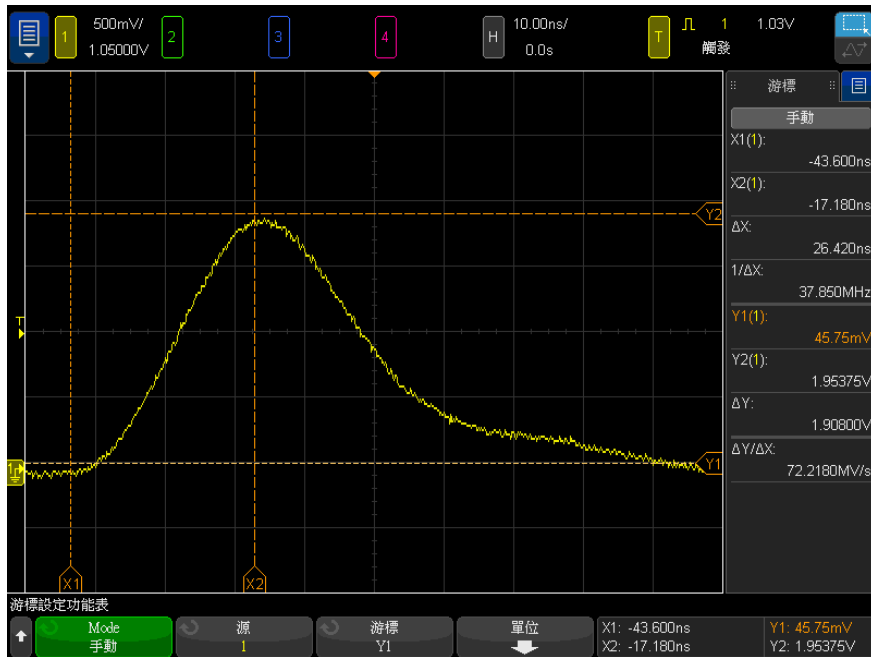 500mV/
10.00ns/
1
1.03V
1
2
3
4
H
T
1.05000V
0.0s
觸發
游標
手動
X1(1):
-43.600ns
X2(1):
-17.180ns
ΔX:
26.420ns
1/ΔX:
37.850MHz
Y1(1):
45.75mV
Y2(1):
1.95375V
ΔY:
1.90800V
ΔY/ΔX:
72.2180MV/s
Y2
T
1
Y1
X1
X2
游標設定功能表
Mode
手動
源
1
游標
Y1
單位
X1: -43.600ns
X2: -17.180ns
Y1: 45.75mV
Y2: 1.95375V